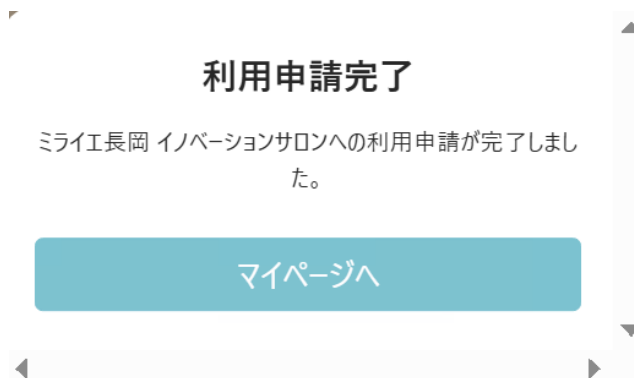 利用申請完了
ミライエ長岡 イノベーションサロンへの利用申請が完了しまし
た。
マイページへ